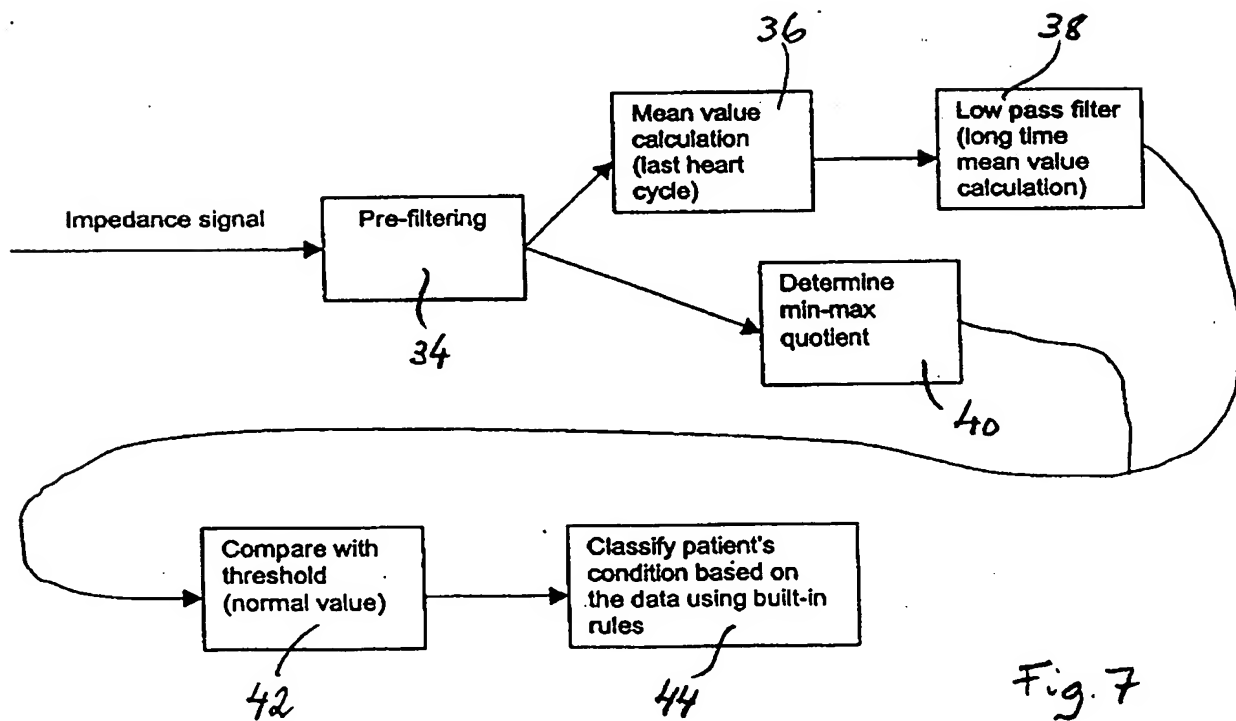 36
38
Mean value
calculation
(last heart
cycle)
Low pass filter
(long time
mean value
calculation)
Impedance signal
Pre-filtering
34
Determine
min-max
quotient
40
Compare with
threshold
(normal value)
Classify patient's
condition based on
the data using built-in
rules
42
44
Fig. 7